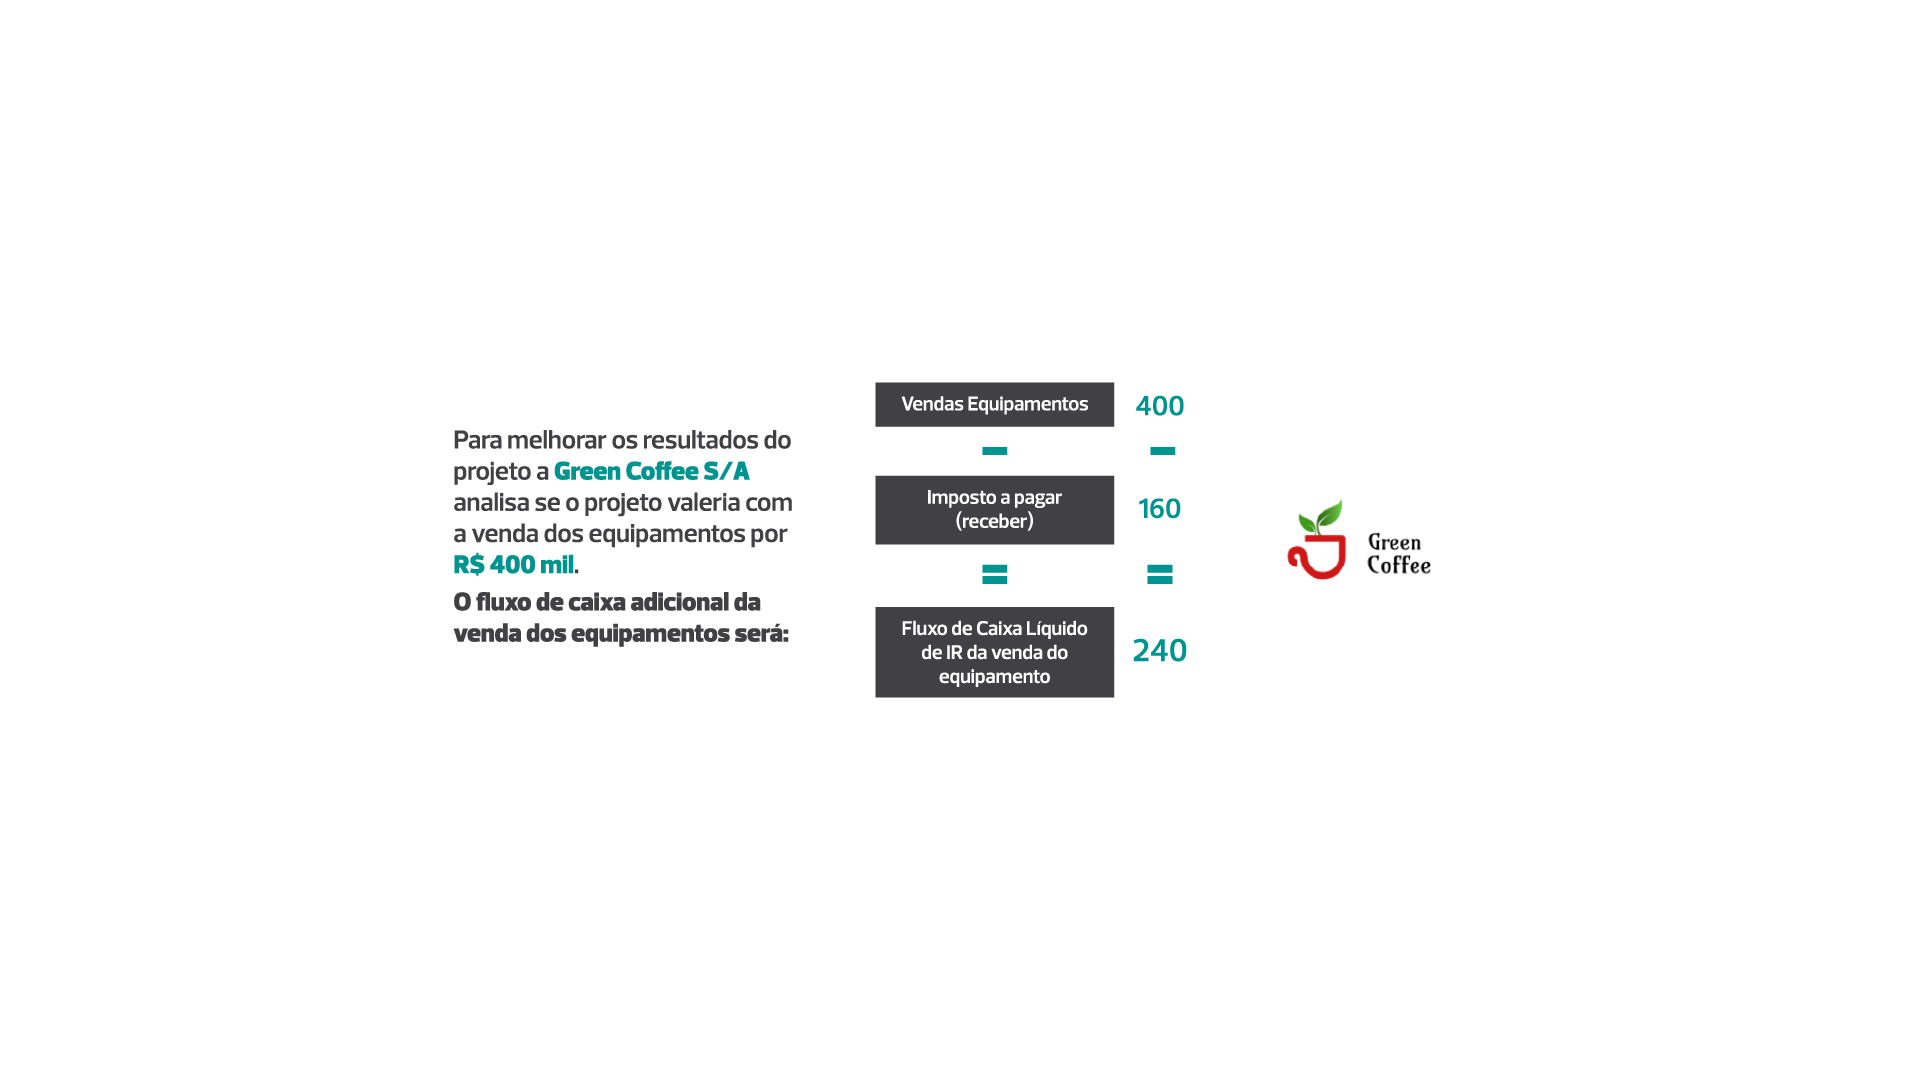 Para melhorar os resultados do
projeto a Green Coffee S/A
analisa se o projeto valeria com
a venda dos equipamentos por
R$ 400 mil.
O fluxo de caixa adicional da
venda dos equipamentos será:
Vendas Equipamentos 400
- -
Imposto a pagar
(receber) 160
= =
Fluxo de Caixa Líquido
de IR da venda do
equipamento 240
Green
Coffee